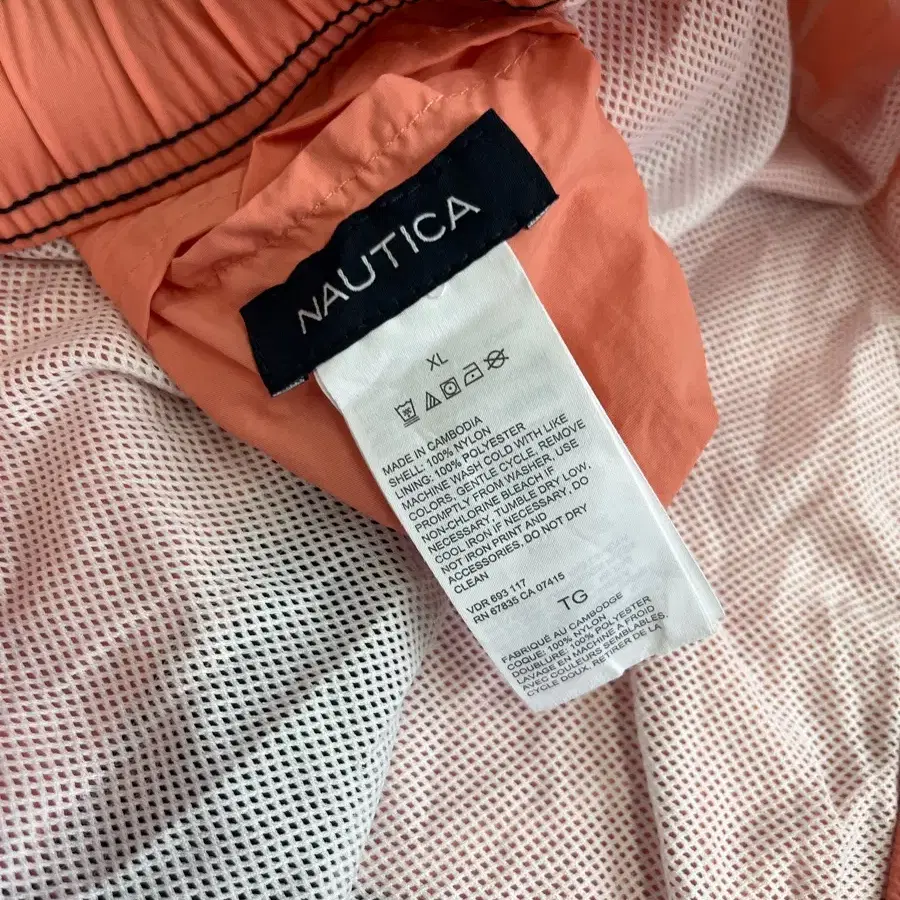 NAUTICA
XL
MADE IN CAMBODIA
SHELL: 100% NYLON
LINING: 100% POLYESTER
MACHINE WASH COLD WITH LIKE
COLORS, GENTLE CYCLE. REMOVE
PROMPTLY FROM WASHER, USE
NON-CHLORINE BLEACH IF
NECESSARY, TUMBLE DRY LOW,
COOL IRON IF NECESSARY, DO
NOT IRON PRINT AND
ACCESSORIES, DO NOT DRY
CLEAN
VDR 693 117
RN 67835 CA 07415
TG
FABRIQUÉ AU CAMBODGE
COQUE: 100% NYLON
DOUBLURE: 100% POLYESTER
LAVAGE EN MACHINE A FROID
AVEC COULEURS SEMBLABLES.
CYCLE DOUX. RETIRER DE LA